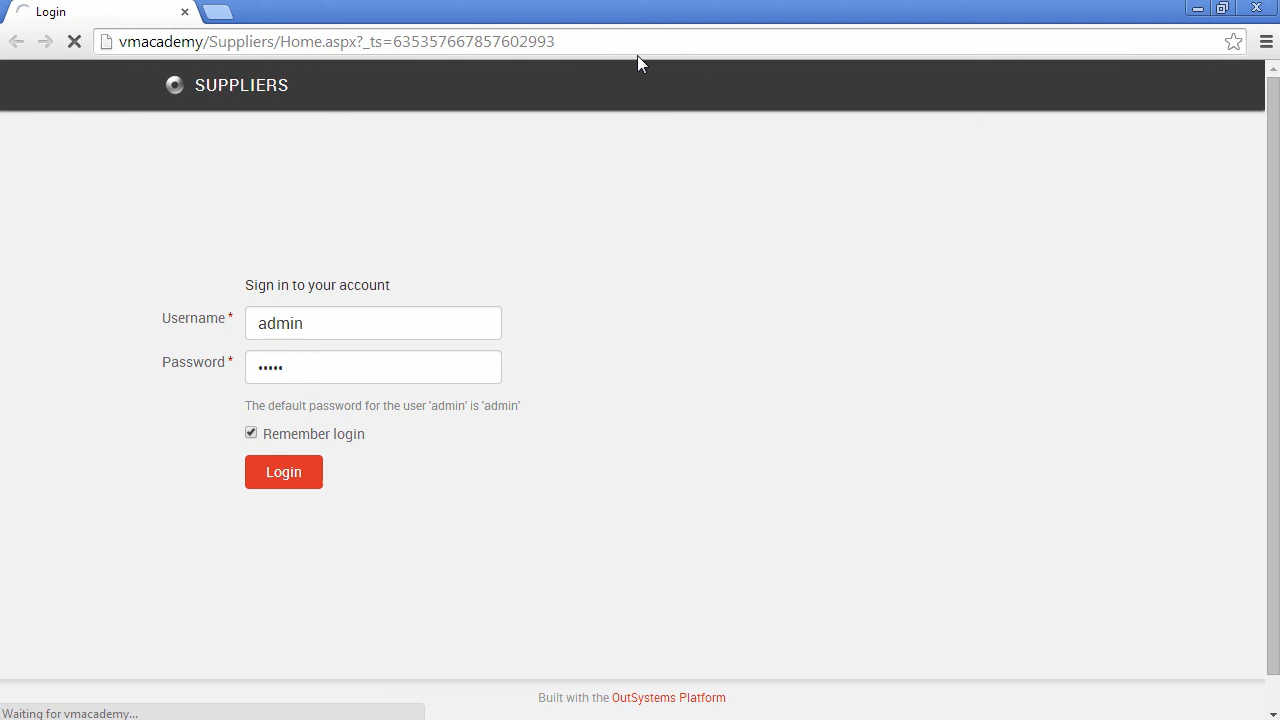 Login
vmacademy/Suppliers/Home.aspx?_ts=635357667857602993
SUPPLIERS
Sign in to your account
Username *
admin
Password *
•••••
The default password for the user 'admin' is 'admin'
Remember login
Login
Built with the OutSystems Platform
Waiting for vmacademy...